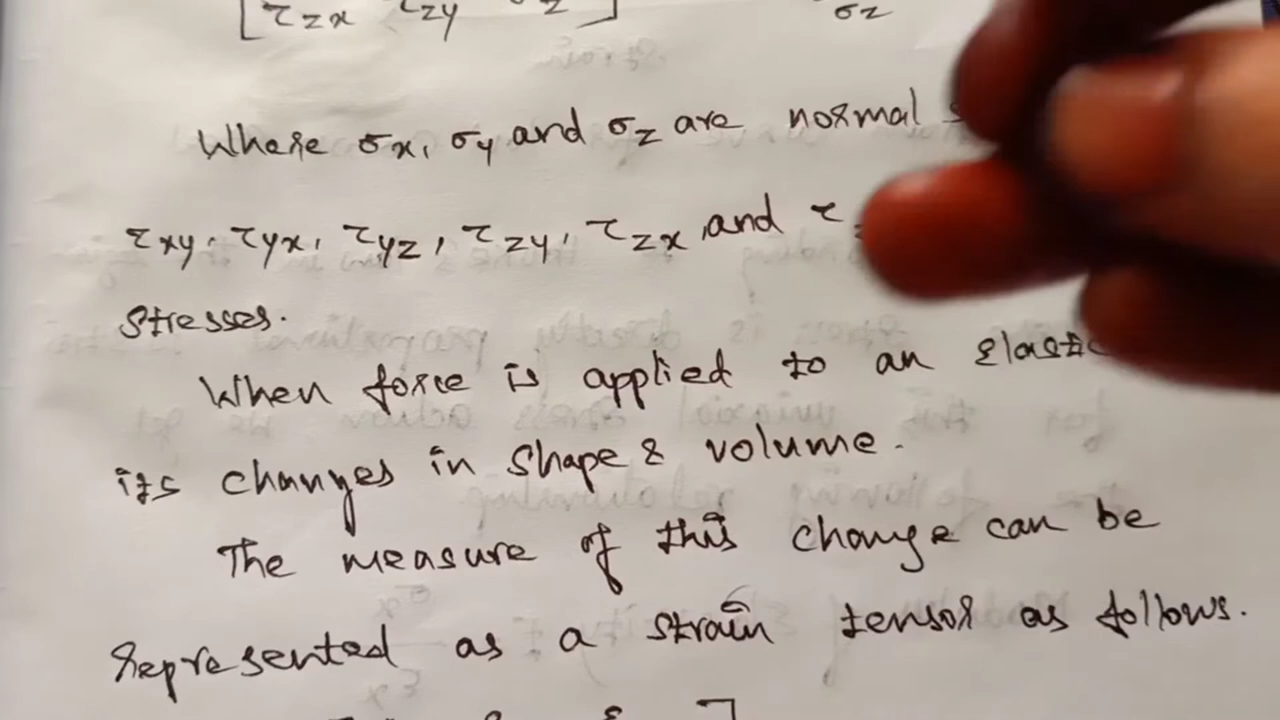 [τzx τzy σz] σz
Where σx, σy and σz are normal
τxy, τyx, τyz, τzy, τzx and τ
stresses.
When force is applied to an elastic
its changes in shape & volume.
The measure of this change can be
represented as a strain tensor as follows.